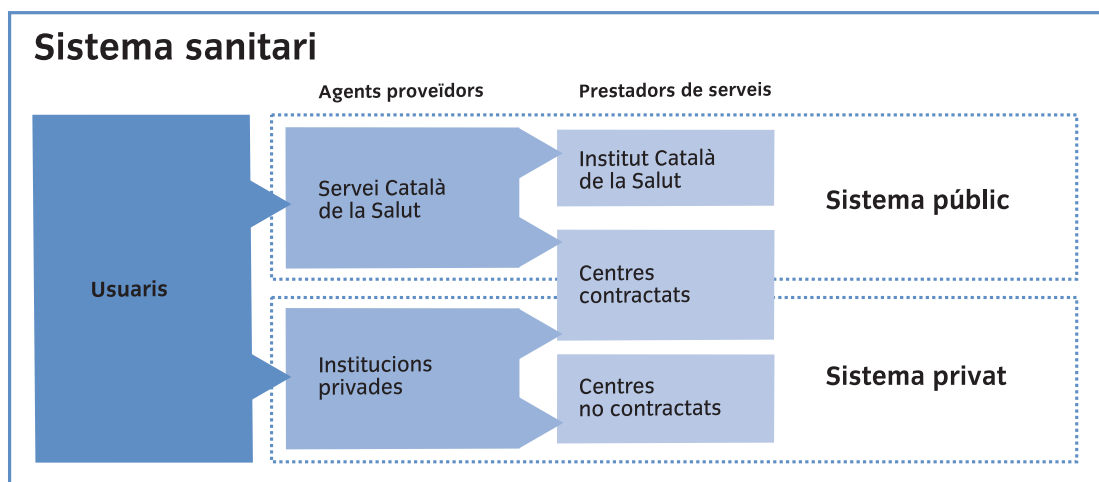 Sistema sanitari
Agents proveïdors
Prestadors de serveis
Usuaris
Servei Català
de la Salut
Institut Català
de la Salut
Sistema públic
Centres
contractats
Institucions
privades
Centres
no contractats
Sistema privat